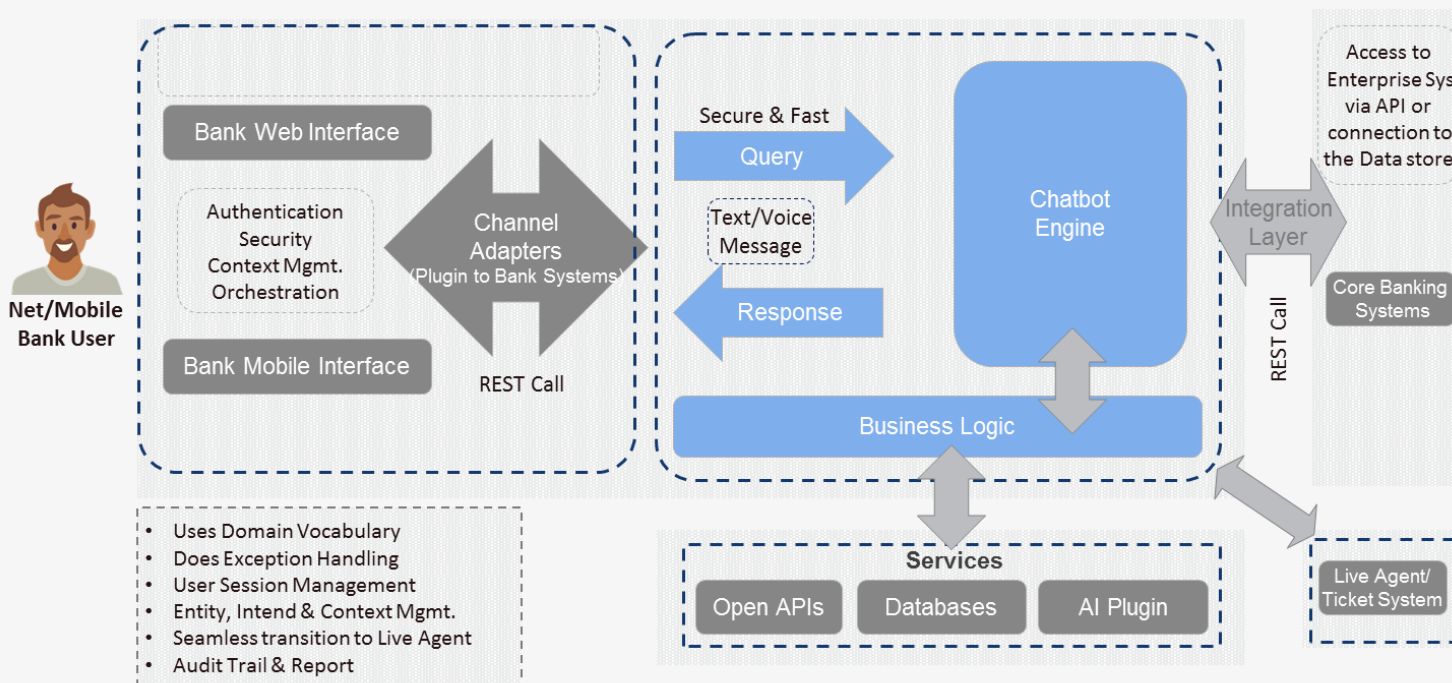 Net/Mobile
Bank User
Bank Web Interface
Authentication
Security
Context Mgmt.
Orchestration
Bank Mobile Interface
Channel
Adapters
(Plugin to Bank Systems)
REST Call
Secure & Fast
Query
Text/Voice
Message
Response
Chatbot
Engine
Business Logic
Integration
Layer
REST Call
Access to
Enterprise Sys
via API or
connection to
the Data store
Core Banking
Systems
• Uses Domain Vocabulary
• Does Exception Handling
• User Session Management
• Entity, Intend & Context Mgmt.
• Seamless transition to Live Agent
• Audit Trail & Report
Services
Open APIs
Databases
AI Plugin
Live Agent/
Ticket System